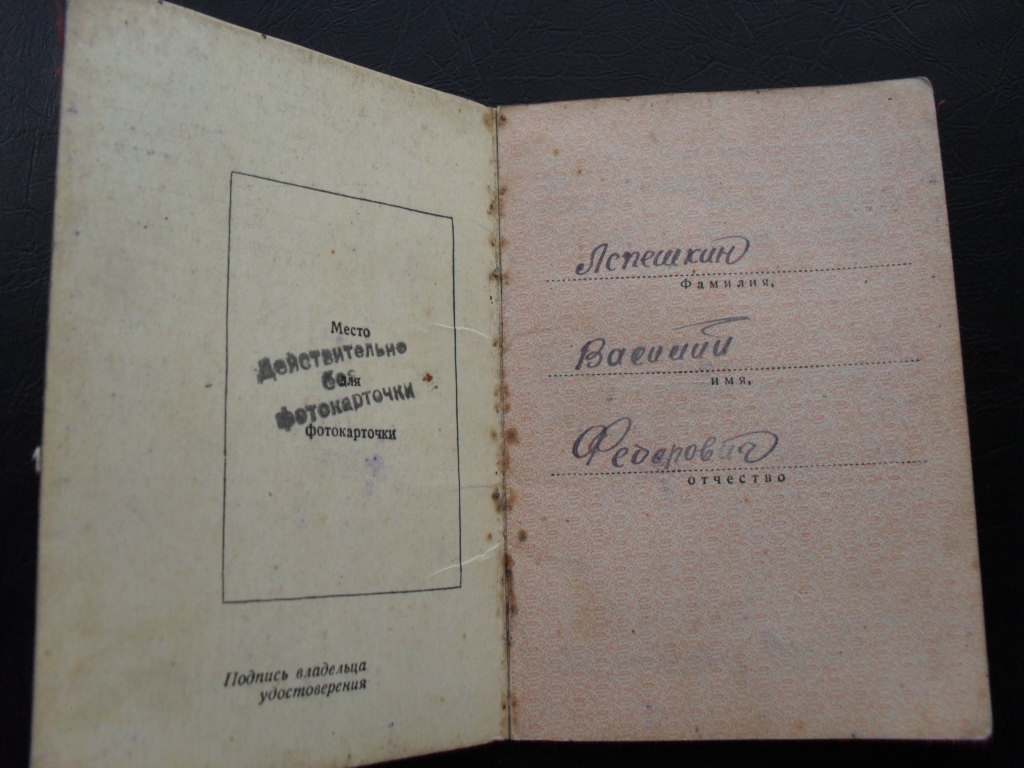 Место
Действительно
без
для
фотокарточки
фотокарточки
Подпись владельца
удостоверения
Лепешкин
Фамилия,
Василий
имя,
Федорович
отчество